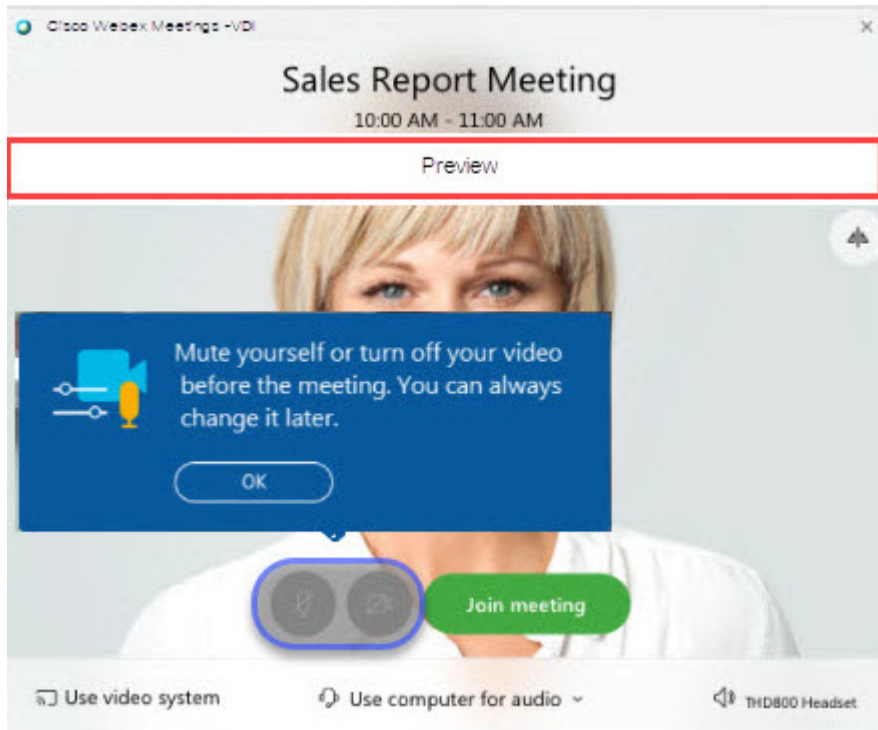 Cisco Webex Meetings -VDI
Sales Report Meeting
10:00 AM - 11:00 AM
Preview
Mute yourself or turn off your video
before the meeting. You can always
change it later.
OK
Join meeting
Use video system
Use computer for audio
THD800 Headset